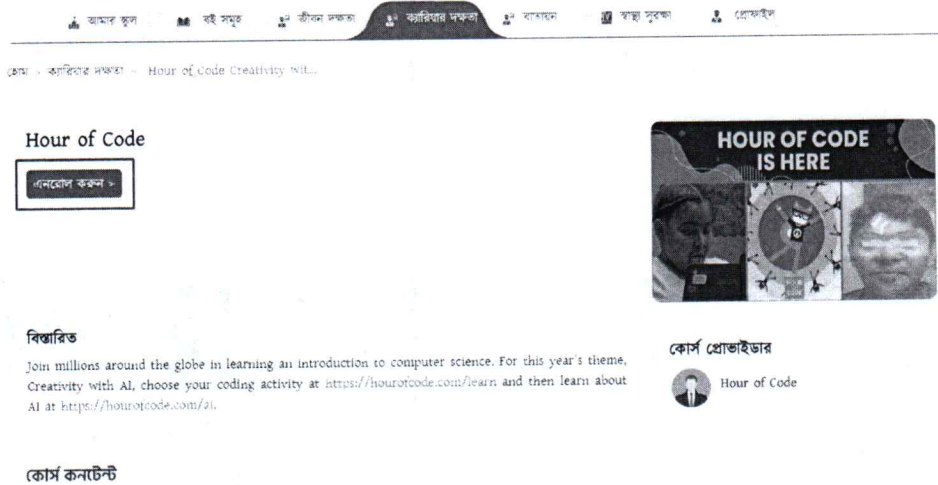 আমার স্কুল বই সমূহ জীবন দক্ষতা ক্যারিয়ার দক্ষতা বাতায়ন স্বাস্থ্য সুরক্ষা প্রোফাইল
হোম > ক্যারিয়ার দক্ষতা > Hour of Code Creativity Wit...
Hour of Code
এনরোল করুন >
HOUR OF CODE
IS HERE
বিস্তারিত
Join millions around the globe in learning an introduction to computer science. For this year's theme,
Creativity with AI, choose your coding activity at https://hourofcode.com/learn and then learn about
AI at https://hourofcode.com/ai.
কোর্স প্রোভাইডার
Hour of Code
কোর্স কনটেন্ট